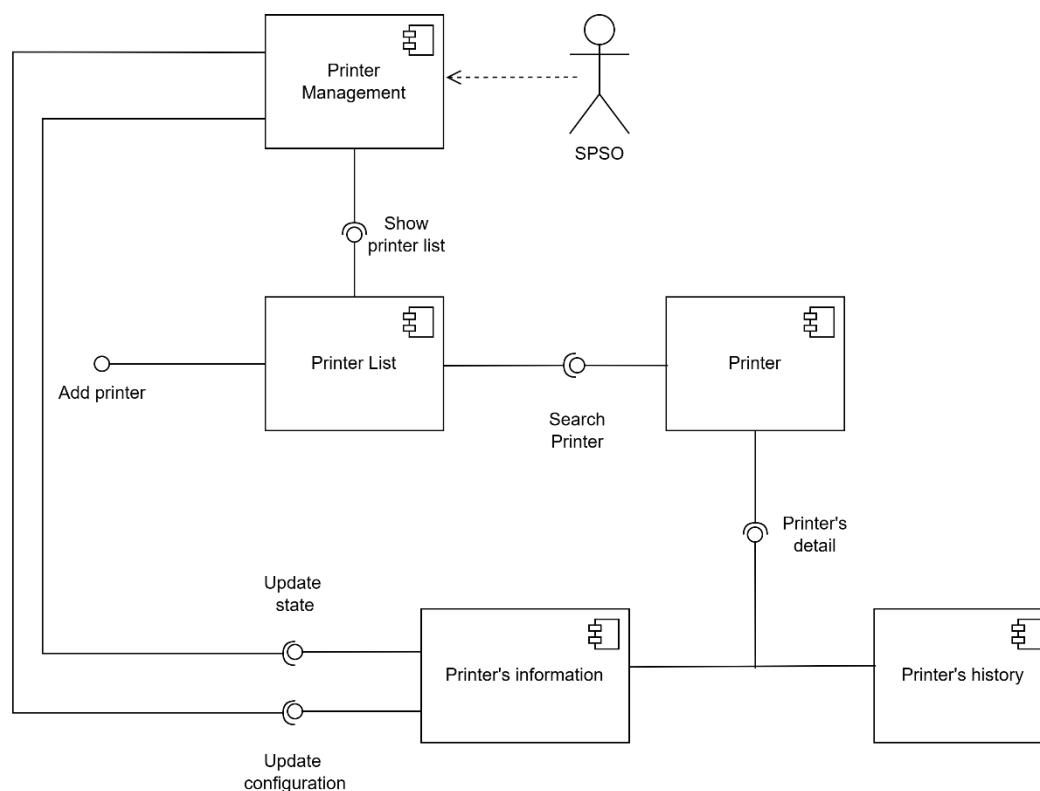 Printer
Management
SPSO
Show
printer list
Printer List
Printer
Add printer
Search
Printer
Printer's
detail
Update
state
Printer's information
Printer's history
Update
configuration